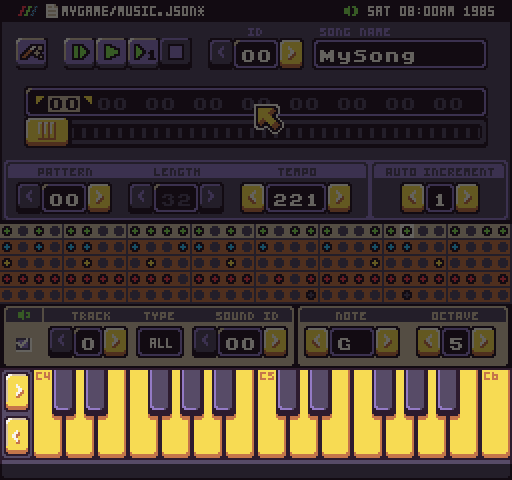 MYGAME/MUSIC.JSON* SAT 08:00AM 1985
ID SONG NAME
1 00 MySong
00 00 00 00 00 00 00 00 00
PATTERN LENGTH TEMPO AUTO INCREMENT
00 32 221 1
TRACK TYPE SOUND ID NOTE OCTAVE
0 ALL 00 G 5
C4 C5 C6